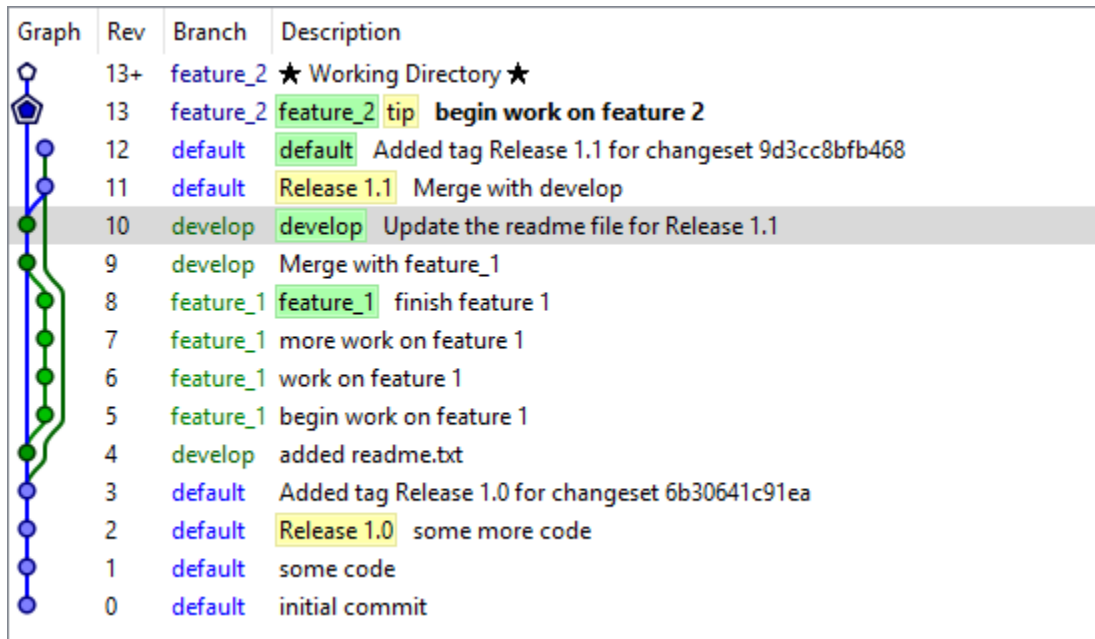 Graph Rev Branch Description
13+ feature_2 ★ Working Directory ★
13 feature_2 feature_2 tip begin work on feature 2
12 default default Added tag Release 1.1 for changeset 9d3cc8bfb468
11 default Release 1.1 Merge with develop
10 develop develop Update the readme file for Release 1.1
9 develop Merge with feature_1
8 feature_1 feature_1 finish feature 1
7 feature_1 more work on feature 1
6 feature_1 work on feature 1
5 feature_1 begin work on feature 1
4 develop added readme.txt
3 default Added tag Release 1.0 for changeset 6b30641c91ea
2 default Release 1.0 some more code
1 default some code
0 default initial commit